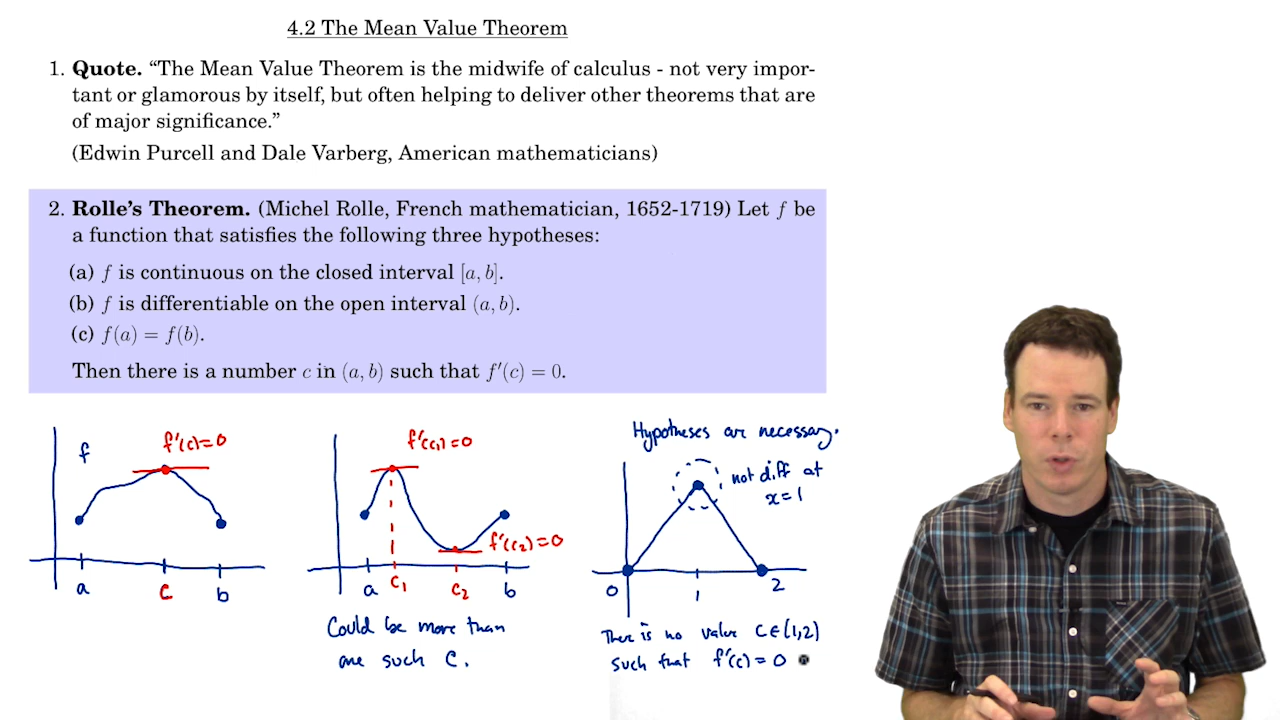 4.2 The Mean Value Theorem
1. Quote. “The Mean Value Theorem is the midwife of calculus - not very impor-
tant or glamorous by itself, but often helping to deliver other theorems that are
of major significance.”
(Edwin Purcell and Dale Varberg, American mathematicians)
2. Rolle’s Theorem. (Michel Rolle, French mathematician, 1652-1719) Let f be
a function that satisfies the following three hypotheses:
(a) f is continuous on the closed interval [a, b].
(b) f is differentiable on the open interval (a, b).
(c) f(a) = f(b).
Then there is a number c in (a, b) such that f′(c) = 0.
f
f'(c)=0
a
c
b
f'(c₁)=0
f'(c₂)=0
a
c₁
c₂
b
Could be more than
one such c.
Hypotheses are necessary.
not diff at
x=1
0
1
2
There is no value c∈(1,2)
such that f'(c)=0